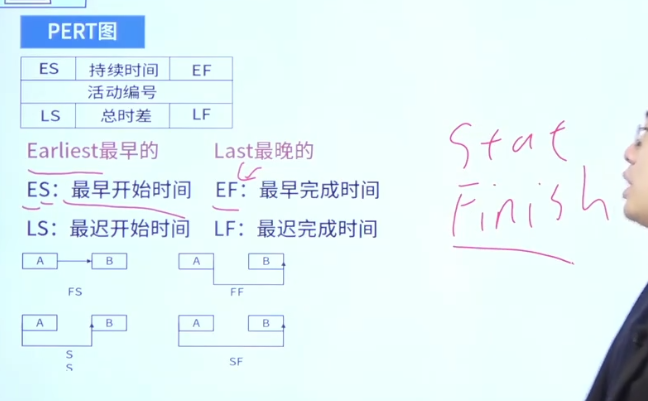 PERT图
ES 持续时间 EF
活动编号
LS 总时差 LF
Earliest最早的 Last最晚的
ES：最早开始时间 EF：最早完成时间
LS：最迟开始时间 LF：最迟完成时间
A B A B
FS FF
A B A B
S
S
SF
Stat
Finish